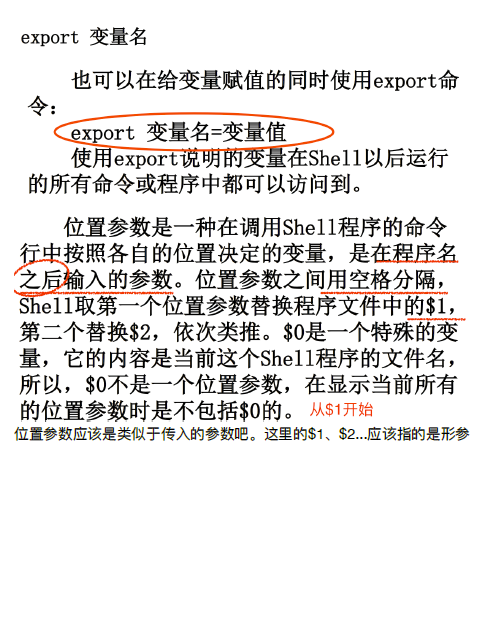 export 变量名
也可以在给变量赋值的同时使用export命
令：
export 变量名=变量值
使用export说明的变量在Shell以后运行
的所有命令或程序中都可以访问到。
位置参数是一种在调用Shell程序的命令
行中按照各自的位置决定的变量，是在程序名
之后输入的参数。位置参数之间用空格分隔，
Shell取第一个位置参数替换程序文件中的$1，
第二个替换$2，依次类推。$0是一个特殊的变
量，它的内容是当前这个Shell程序的文件名，
所以，$0不是一个位置参数，在显示当前所有
的位置参数时是不包括$0的。 从$1开始
位置参数应该是类似于传入的参数吧。这里的$1、$2...应该指的是形参